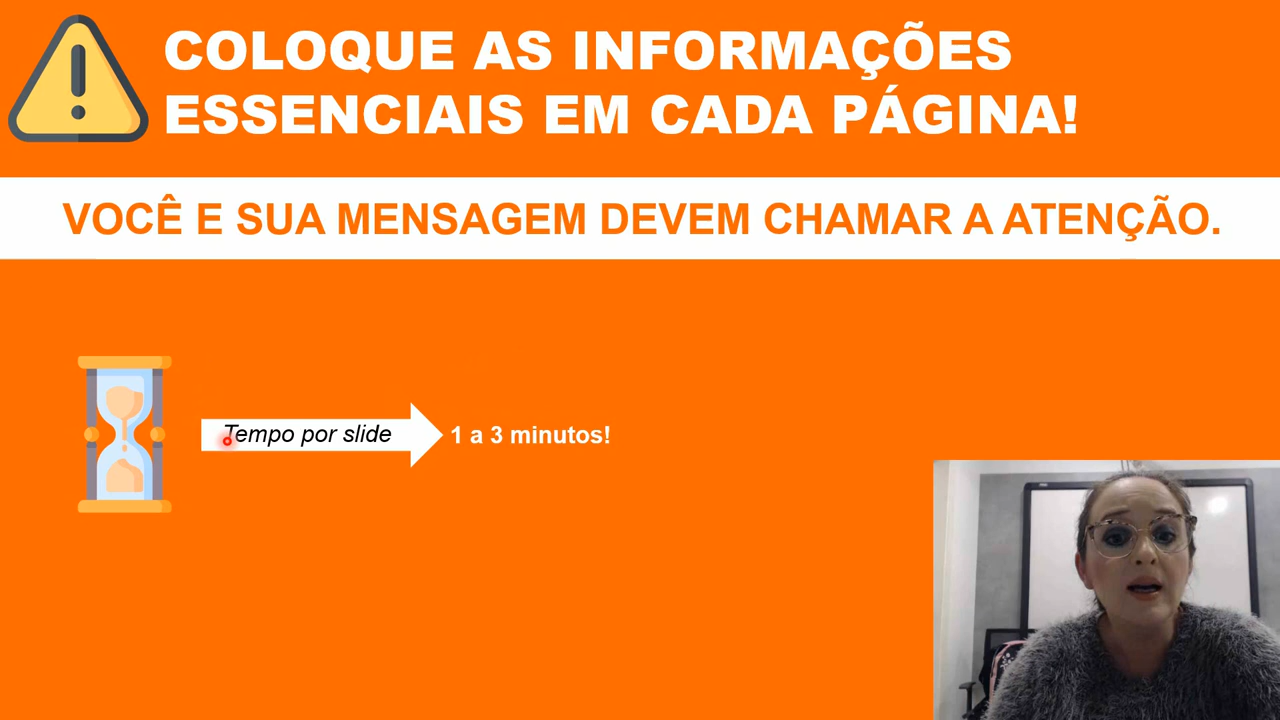 COLOQUE AS INFORMAÇÕES
ESSENCIAIS EM CADA PÁGINA!
VOCÊ E SUA MENSAGEM DEVEM CHAMAR A ATENÇÃO.
Tempo por slide
1 a 3 minutos!